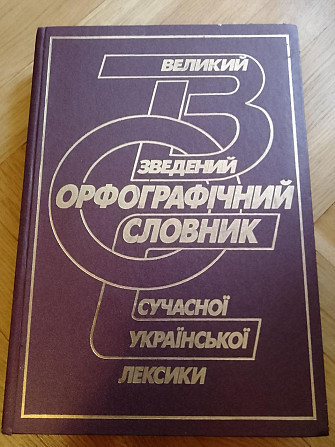 ВЕЛИКИЙ
ЗВЕДЕНИЙ
ОРФОГРАФІЧНИЙ
СЛОВНИК
СУЧАСНОЇ
УКРАЇНСЬКОЇ
ЛЕКСИКИ